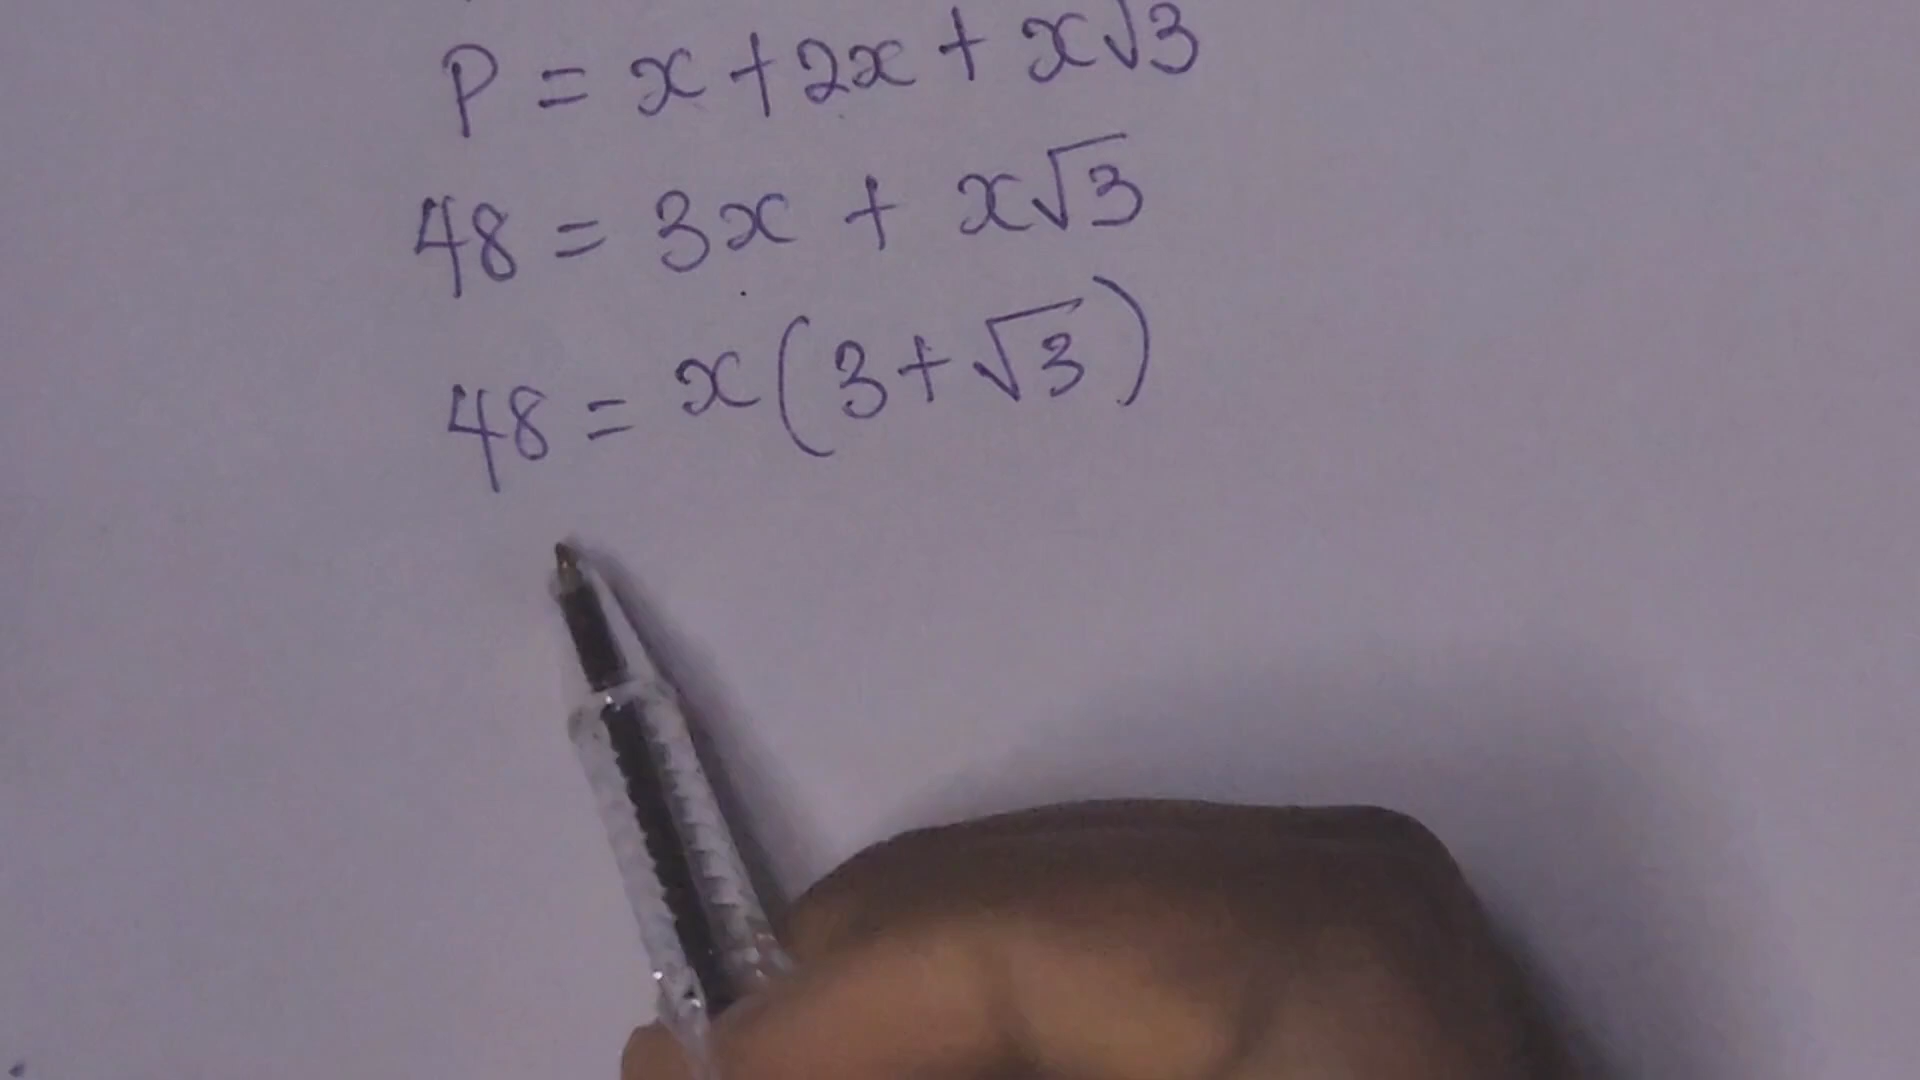 P = x + 2x + x√3
48 = 3x + x√3
48 = x(3+√3)